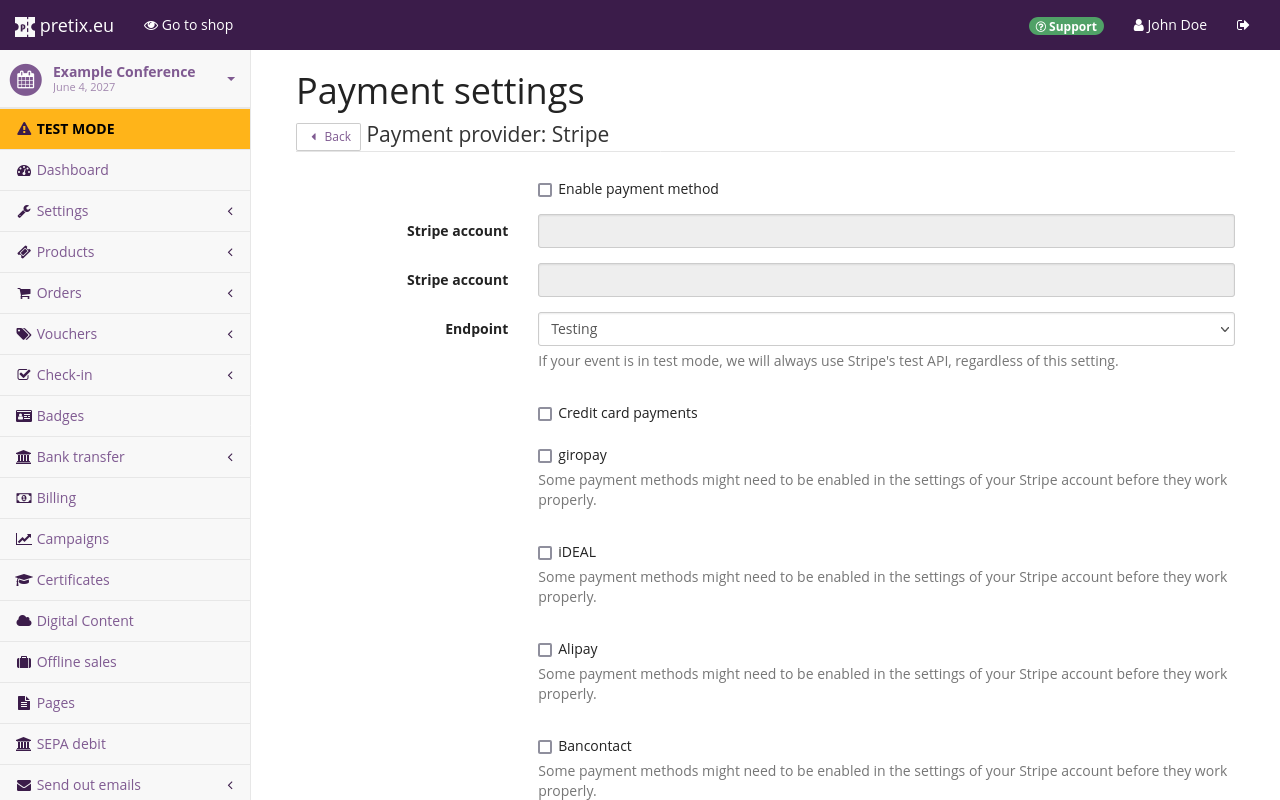 pretix.eu
Go to shop
Support
John Doe
Example Conference
June 4, 2027
TEST MODE
Dashboard
Settings
Products
Orders
Vouchers
Check-in
Badges
Bank transfer
Billing
Campaigns
Certificates
Digital Content
Offline sales
Pages
SEPA debit
Send out emails
Payment settings
Back Payment provider: Stripe
Enable payment method
Stripe account
Stripe account
Endpoint Testing
If your event is in test mode, we will always use Stripe's test API, regardless of this setting.
Credit card payments
giropay
Some payment methods might need to be enabled in the settings of your Stripe account before they work
properly.
iDEAL
Some payment methods might need to be enabled in the settings of your Stripe account before they work
properly.
Alipay
Some payment methods might need to be enabled in the settings of your Stripe account before they work
properly.
Bancontact
Some payment methods might need to be enabled in the settings of your Stripe account before they work
properly.